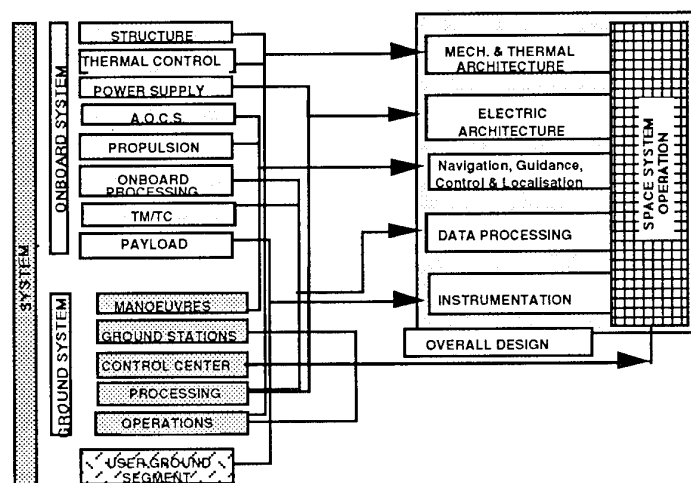 SYSTEM
ONBOARD SYSTEM
STRUCTURE
THERMAL CONTROL
POWER SUPPLY
A.O.C.S.
PROPULSION
ONBOARD
PROCESSING
TM/TC
PAYLOAD
GROUND SYSTEM
MANOEUVRES
GROUND STATIONS
CONTROL CENTER
PROCESSING
OPERATIONS
USER GROUND
SEGMENT
MECH. & THERMAL
ARCHITECTURE
ELECTRIC
ARCHITECTURE
Navigation, Guidance,
Control & Localisation
DATA PROCESSING
INSTRUMENTATION
OVERALL DESIGN
SPACE SYSTEM
OPERATION